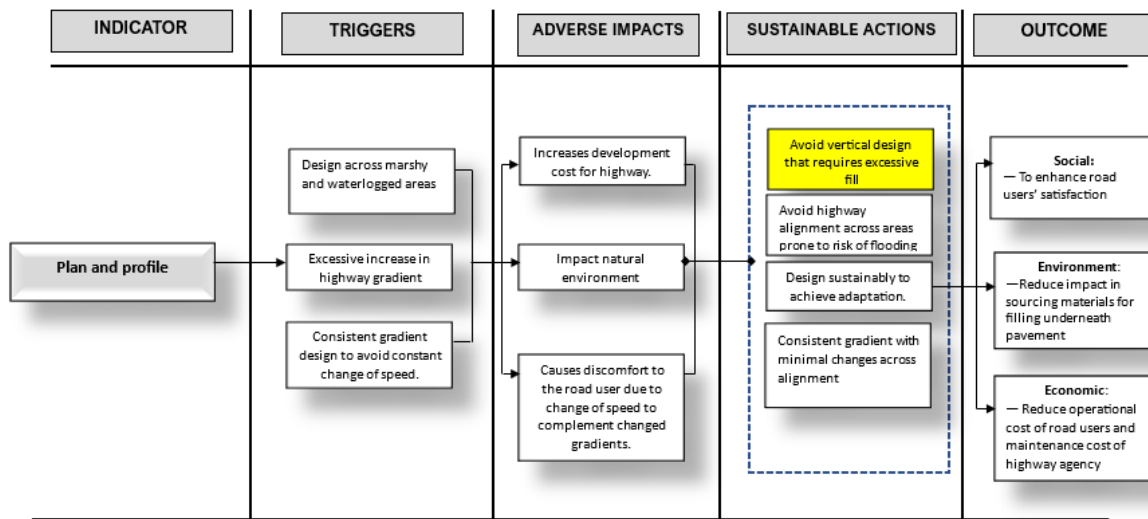 INDICATOR
TRIGGERS
ADVERSE IMPACTS
SUSTAINABLE ACTIONS
OUTCOME
Plan and profile
Design across marshy
and waterlogged areas
Excessive increase in
highway gradient
Consistent gradient
design to avoid constant
change of speed.
Increases development
cost for highway.
Impact natural
environment
Causes discomfort to
the road user due to
change of speed to
complement changed
gradients.
Avoid vertical design
that requires excessive
fill
Avoid highway
alignment across areas
prone to risk of flooding
Design sustainably to
achieve adaptation.
Consistent gradient with
minimal changes across
alignment
Social:
— To enhance road
users’ satisfaction
Environment:
—Reduce impact in
sourcing materials for
filling underneath
pavement
Economic:
— Reduce operational
cost of road users and
maintenance cost of
highway agency